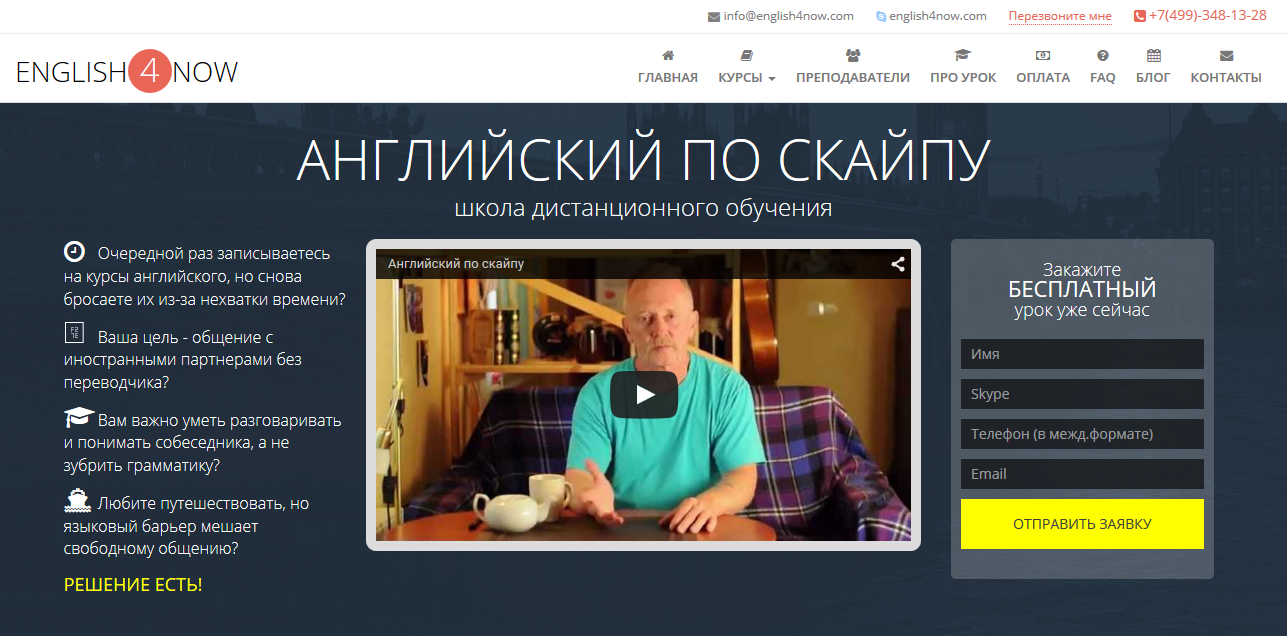 info@english4now.com english4now.com Перезвоните мне +7(499)-348-13-28
ENGLISH4NOW
ГЛАВНАЯ КУРСЫ ПРЕПОДАВАТЕЛИ ПРО УРОК ОПЛАТА FAQ БЛОГ КОНТАКТЫ
АНГЛИЙСКИЙ ПО СКАЙПУ
школа дистанционного обучения
Очередной раз записываетесь
на курсы английского, но снова
бросаете их из-за нехватки времени?
Ваша цель - общение с
иностранными партнерами без
переводчика?
Вам важно уметь разговаривать
и понимать собеседника, а не
зубрить грамматику?
Любите путешествовать, но
языковый барьер мешает
свободному общению?
РЕШЕНИЕ ЕСТЬ!
Английский по скайпу
Закажите
БЕСПЛАТНЫЙ
урок уже сейчас
Имя
Skype
Телефон (в межд.формате)
Email
ОТПРАВИТЬ ЗАЯВКУ